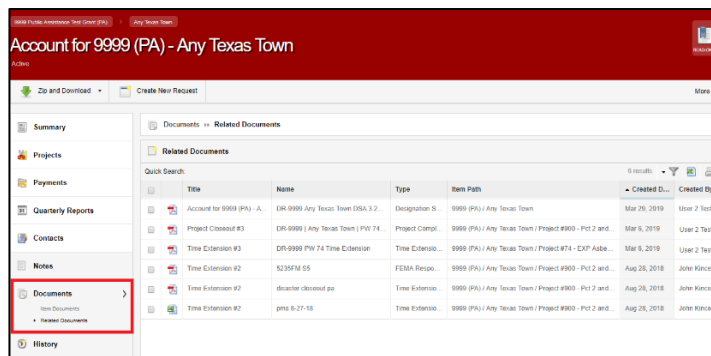 9999 Public Assistance Test Grant (PA) Any Texas Town
Account for 9999 (PA) - Any Texas Town
Active
Zip and Download Create New Request More
Summary
Projects
Payments
Quarterly Reports
Contacts
Notes
Documents
Item Documents
Related Documents
History
Documents » Related Documents
Related Documents
Quick Search: 6 results
Title Name Type Item Path Created D... Created By
Account for 9999 (PA) - A... DR-9999 Any Texas Town DSA 3.2... Designation S... 9999 (PA) / Any Texas Town Mar 29, 2019 User 2 Test
Project Closeout #3 DR-9999 | Any Texas Town | PW 74... Project Compl... 9999 (PA) / Any Texas Town / Project #900 - Pct 2 and... Mar 6, 2019 User 2 Test
Time Extension #3 DR-9999 PW 74 Time Extension Time Extensio... 9999 (PA) / Any Texas Town / Project #74 - EXP Asbe... Mar 6, 2019 User 2 Test
Time Extension #2 5235FM S5 FEMA Respo... 9999 (PA) / Any Texas Town / Project #900 - Pct 2 and... Aug 28, 2018 John Kince
Time Extension #2 disaster closeout pa Time Extensio... 9999 (PA) / Any Texas Town / Project #900 - Pct 2 and... Aug 28, 2018 John Kince
Time Extension #2 pma 6-27-18 Time Extensio... 9999 (PA) / Any Texas Town / Project #900 - Pct 2 and... Aug 28, 2018 John Kince